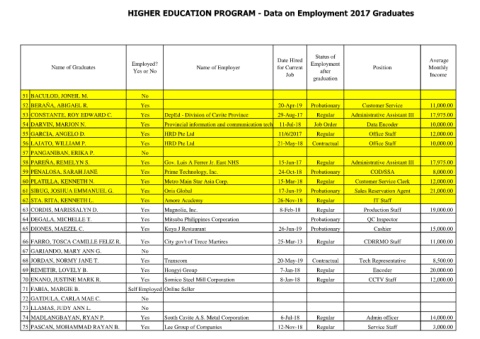 HIGHER EDUCATION PROGRAM - Data on Employment 2017 Graduates
Name of Graduates Employed? Yes or No Name of Employer Date Hired for Current Job Status of Employment after graduation Position Average Monthly Income
51 BACULOD, JONEIL M. No
52 BERAÑA, ABIGAEL R. Yes 20-Apr-19 Probationary Customer Service 11,000.00
53 CONSTANTE, ROY EDWARD C. Yes DepEd - Division of Cavite Province 29-Aug-17 Regular Administrative Assistant III 17,975.00
54 DARVIN, MARION N. Yes Provincial information and communication tech 11-Jul-18 Job Order Data Encoder 10,000.00
55 GARCIA, ANGELO D. Yes HRD Pte Ltd 11/6/2017 Regular Office Staff 12,000.00
56 LAJATO, WILLIAM F. Yes HRD Pte Ltd 21-May-18 Contractual Office Staff 10,000.00
57 PANGANIBAN, ERIKA P. No
58 PAREÑA, REMELYN S. Yes Gov. Luis A Ferrer Jr. East NHS 15-Jun-17 Regular Administrative Assistant III 17,975.00
59 PENALOSA, SARAH JANE Yes Prime Technology, Inc. 24-Oct-18 Probationary COD/SSA 8,000.00
60 PLATILLA, KENNETH N. Yes Metro Main Star Asia Corp. 15-Mar-18 Regular Customer Service Clerk 12,000.00
61 SIBUG, JOSHUA EMMANUEL G. Yes Orea Global 17-Jun-19 Probationary Sales Reservation Agent 21,000.00
62 STA. RITA, KENNETH L. Yes Amore Academy 26-Nov-18 Regular IT Staff
63 CORDIS, MARISSALYN D. Yes Magnolia, Inc. 8-Feb-18 Regular Production Staff 19,000.00
64 DEGALA, MICHELLE T. Yes Mitsuba Philippines Corporation Probationary QC Inspector
65 DIONES, MAEZEL C. Yes Kaya J Restaurant 26-Jun-19 Probationary Cashier 15,000.00
66 FARRO, TOSCA CAMILLE FELIZ R. Yes City gov't of Trece Martires 25-Mar-13 Regular CDRRMO Staff 11,000.00
67 GARIANDO, MARY ANN G. No
68 JORDAN, NORMY JANE T. Yes Transcom 20-May-19 Contractual Tech Representative 8,500.00
69 REMETIR, LOVELY B. Yes Hongyi Group 7-Jan-18 Regular Encoder 20,000.00
70 ENANO, JUSTINE MARK R. Yes Somico Steel Mill Corporation 8-Jan-18 Regular CCTV Staff 12,000.00
71 FABIA, MARGIE B. Self Employed Online Seller
72 GATDULA, CARLA MAE C. No
73 LLAMAS, JUDY ANN L. No
74 MADLANGBAYAN, RYAN P. Yes South Cavite A.S. Metal Corporation 6-Jul-18 Regular Admin officer 14,000.00
75 PASCAN, MOHAMMAD RAYAN B. Yes Lee Group of Companies 12-Nov-18 Regular Service Staff 3,000.00